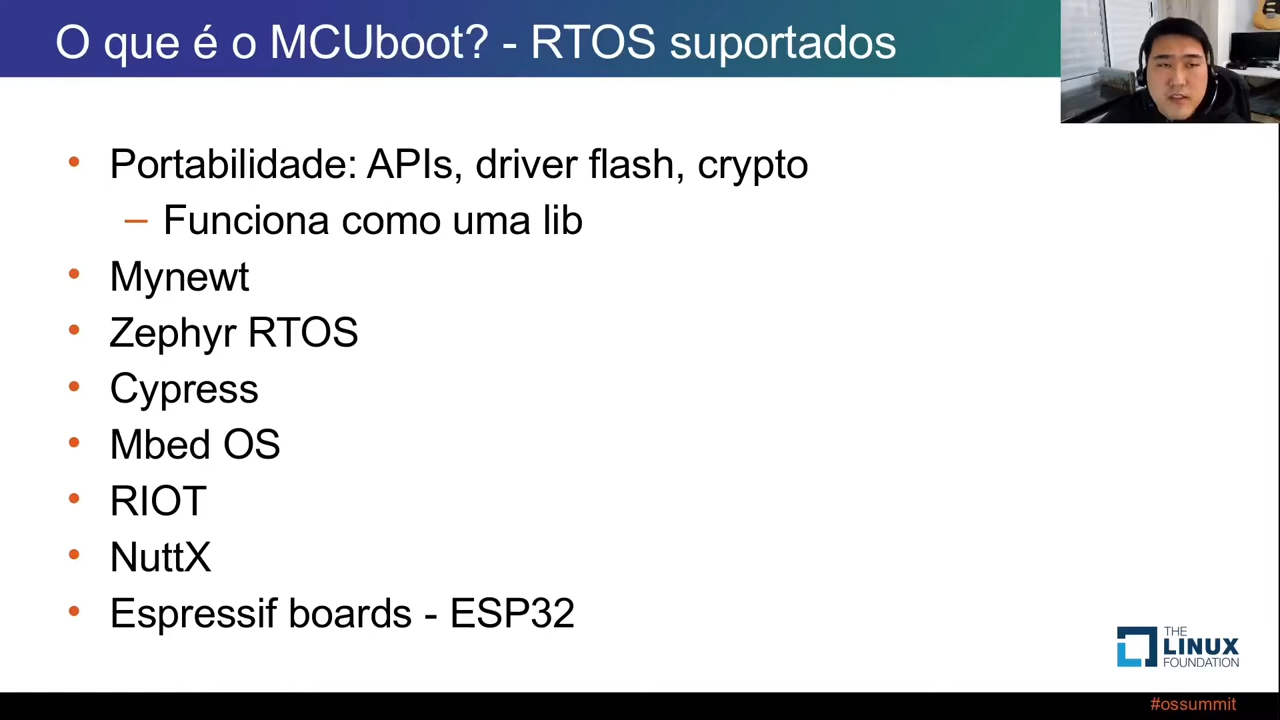 O que é o MCUboot? - RTOS suportados
• Portabilidade: APIs, driver flash, crypto
– Funciona como uma lib
• Mynewt
• Zephyr RTOS
• Cypress
• Mbed OS
• RIOT
• NuttX
• Espressif boards - ESP32
THE
LINUX
FOUNDATION
#ossummit